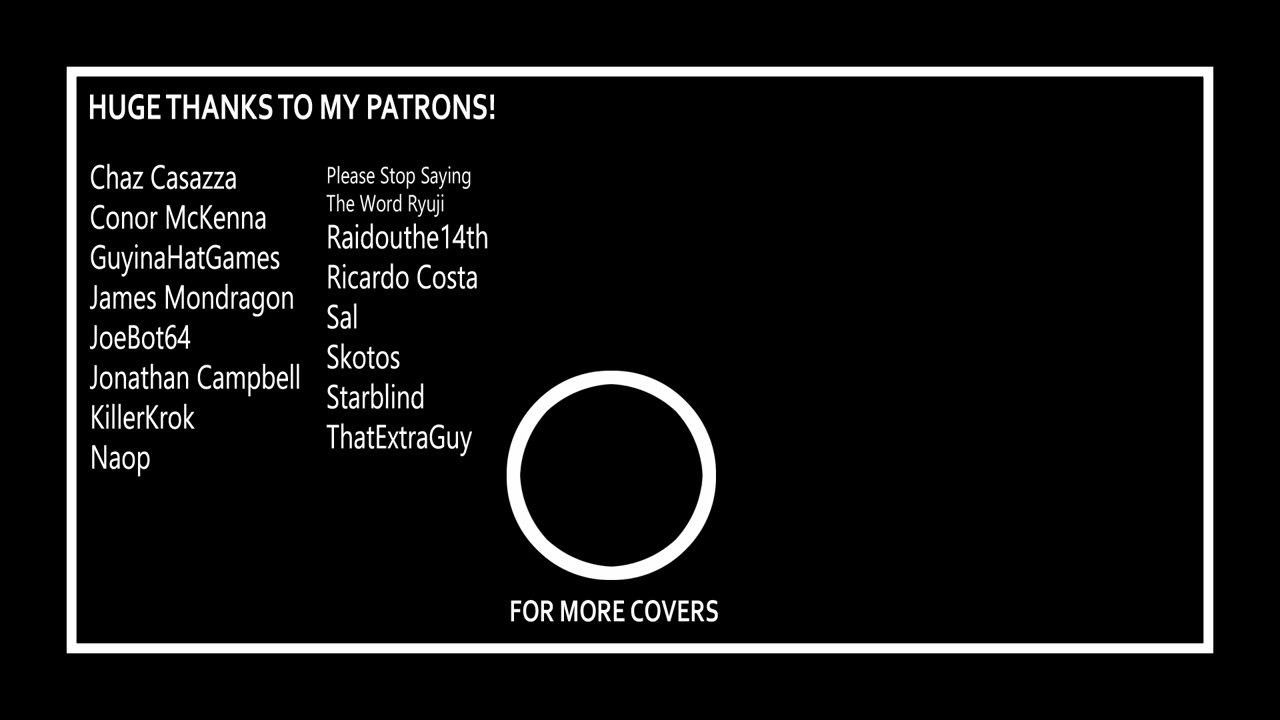 HUGE THANKS TO MY PATRONS!
Chaz Casazza
Conor McKenna
GuyinaHatGames
James Mondragon
JoeBot64
Jonathan Campbell
KillerKrok
Naop
Please Stop Saying
The Word Ryuji
Raidouthe14th
Ricardo Costa
Sal
Skotos
Starblind
ThatExtraGuy
FOR MORE COVERS